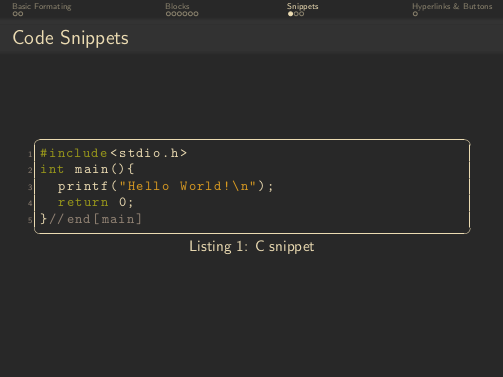 Basic Formating Blocks Snippets Hyperlinks & Buttons
Code Snippets
1 #include<stdio.h>
2 int main(){
3 printf("Hello World!\n");
4 return 0;
5 }//end[main]
Listing 1: C snippet